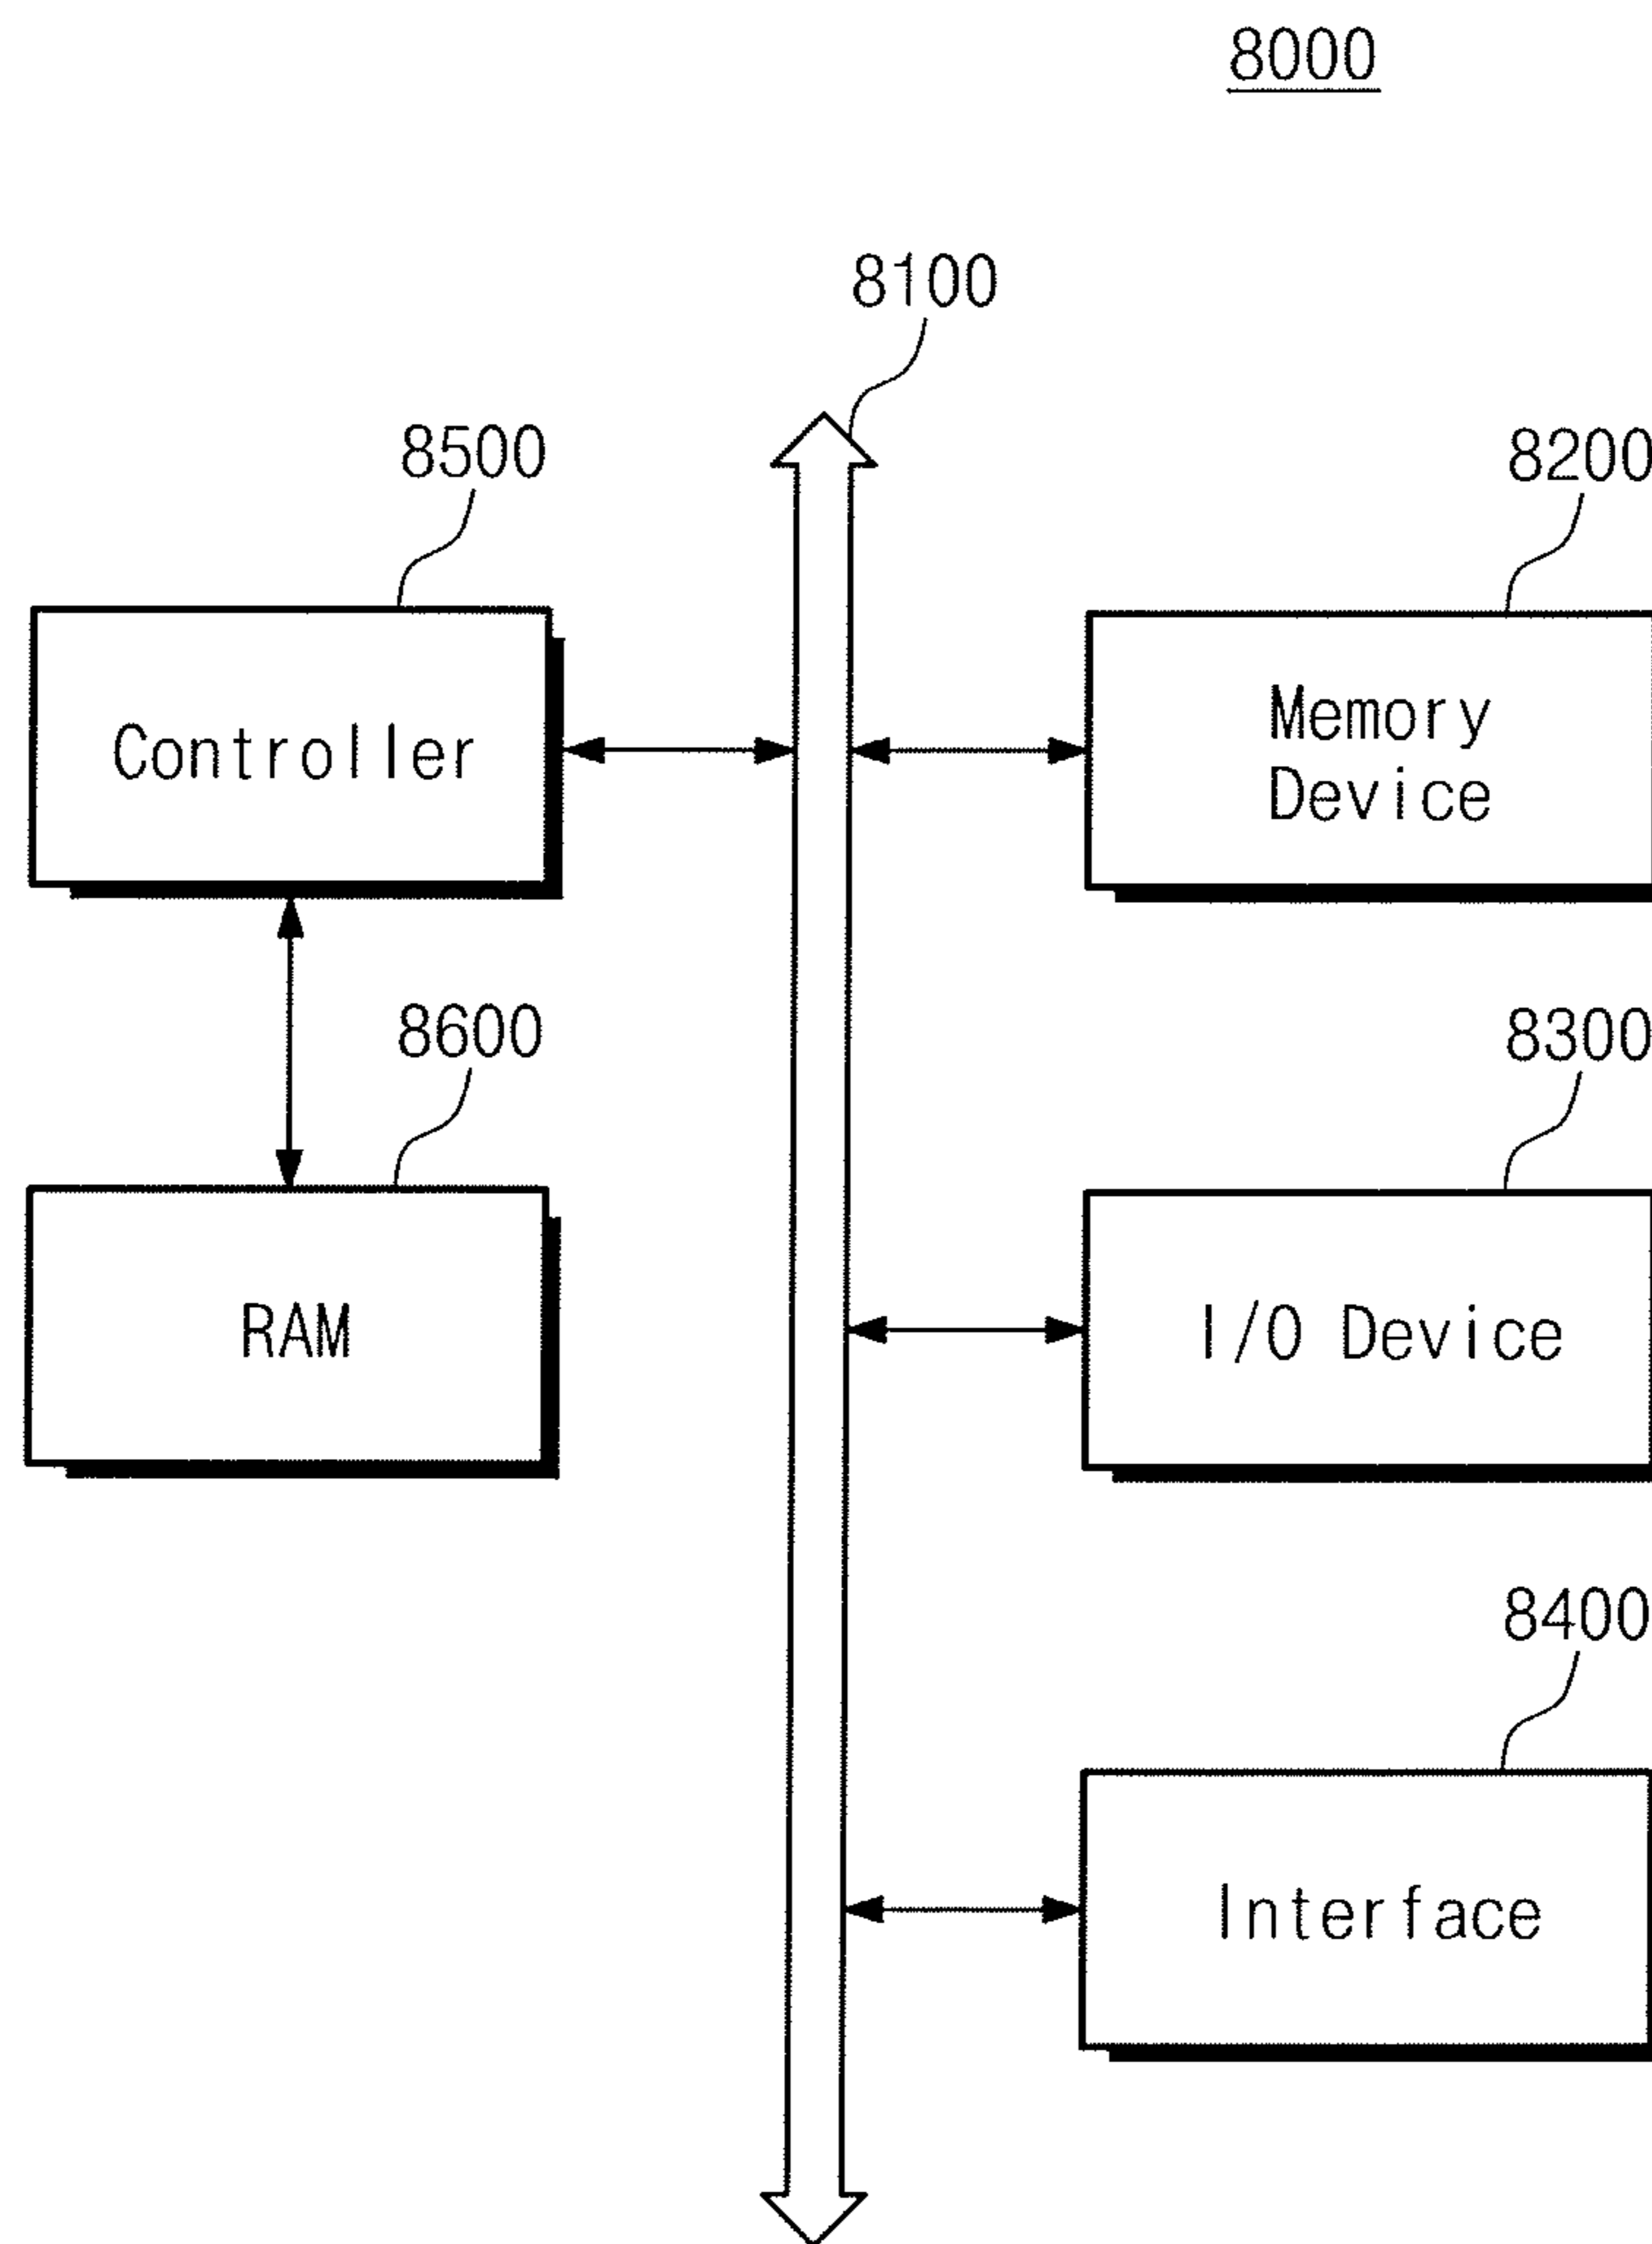 8000
8100
8500
8200
Controller
Memory
Device
8600
8300
RAM
I/O Device
8400
Interface